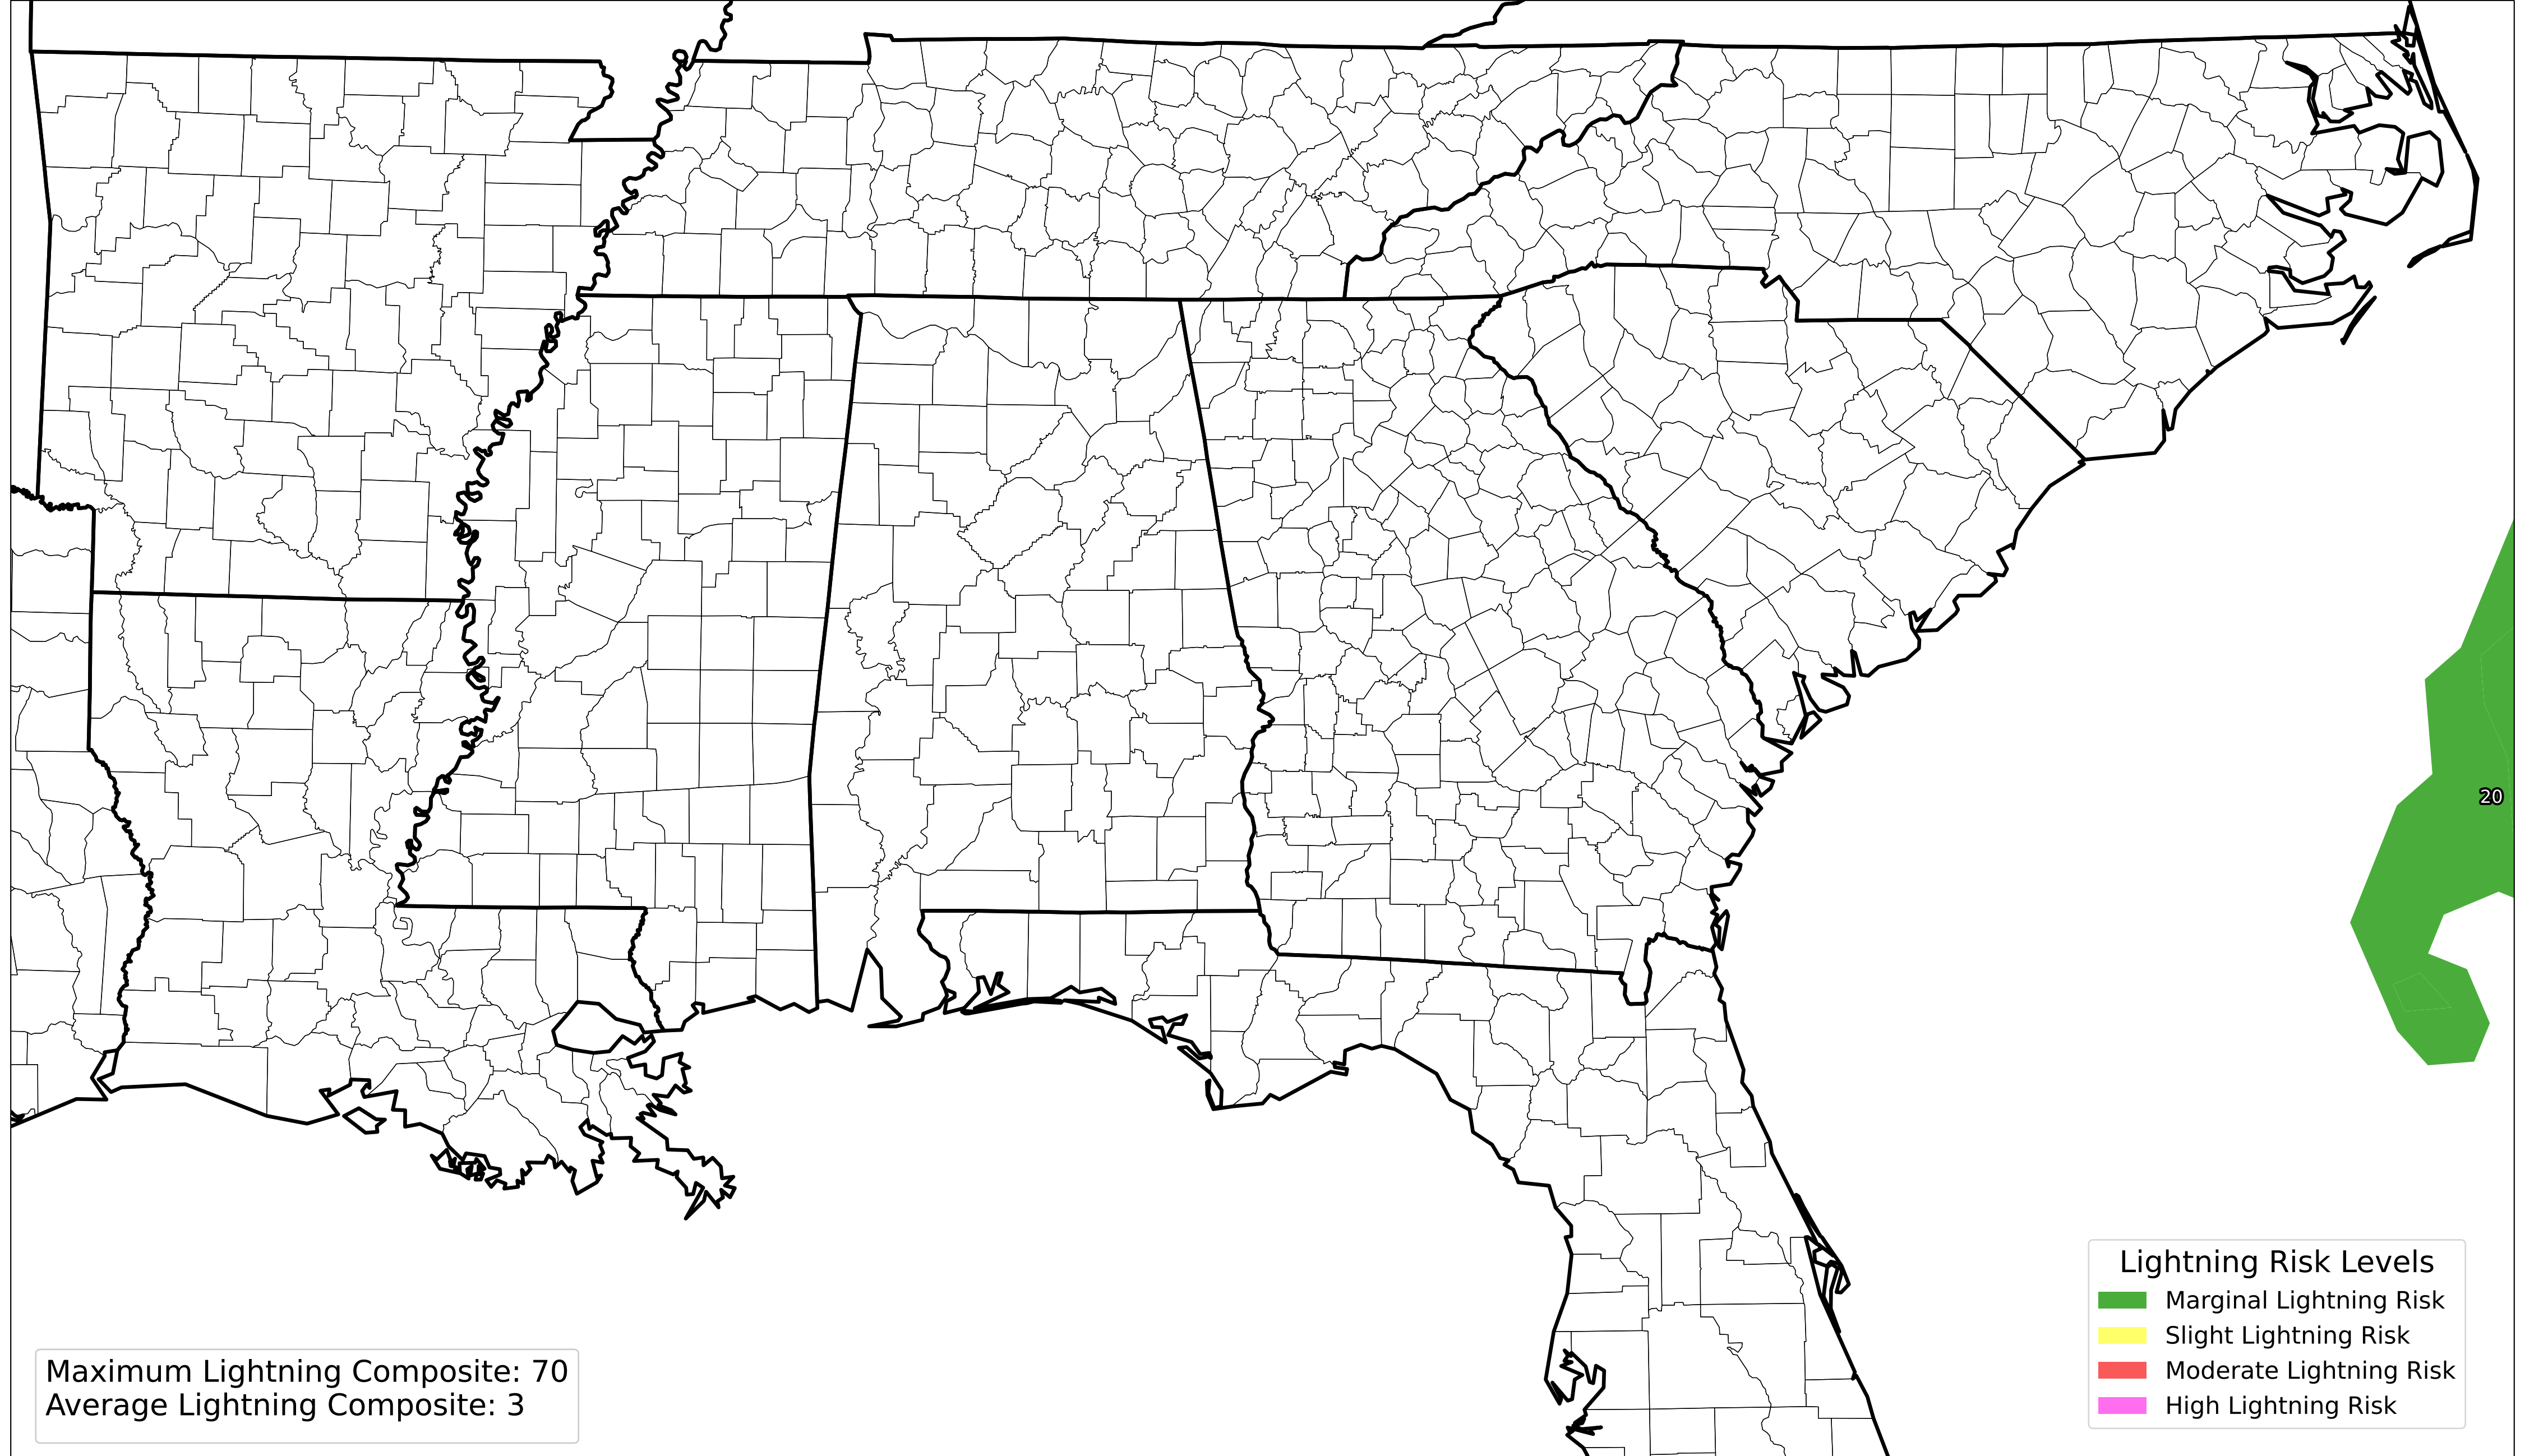 20
Lightning Risk Levels
Marginal Lightning Risk
Slight Lightning Risk
Moderate Lightning Risk
High Lightning Risk
Maximum Lightning Composite: 70
Average Lightning Composite: 3